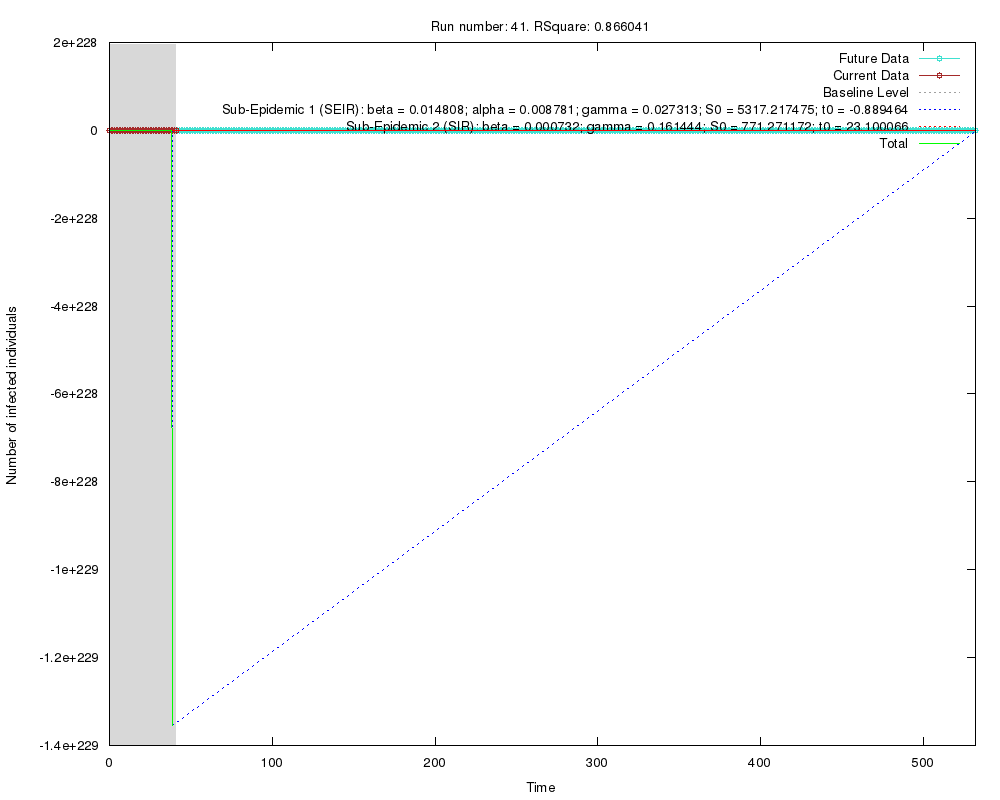 Run number: 41. RSquare: 0.866041
2e+228
0
-2e+228
-4e+228
-6e+228
-8e+228
-1e+229
-1.2e+229
-1.4e+229
Number of infected individuals
Future Data
Current Data
Baseline Level
Sub-Epidemic 1 (SEIR): beta = 0.014808; alpha = 0.008781; gamma = 0.027313; S0 = 5317.217475; t0 = -0.889464
Sub-Epidemic 2 (SIR): beta = 0.000732; gamma = 0.161444; S0 = 771.271172; t0 = 23.100066
Total
0 100 200 300 400 500
Time